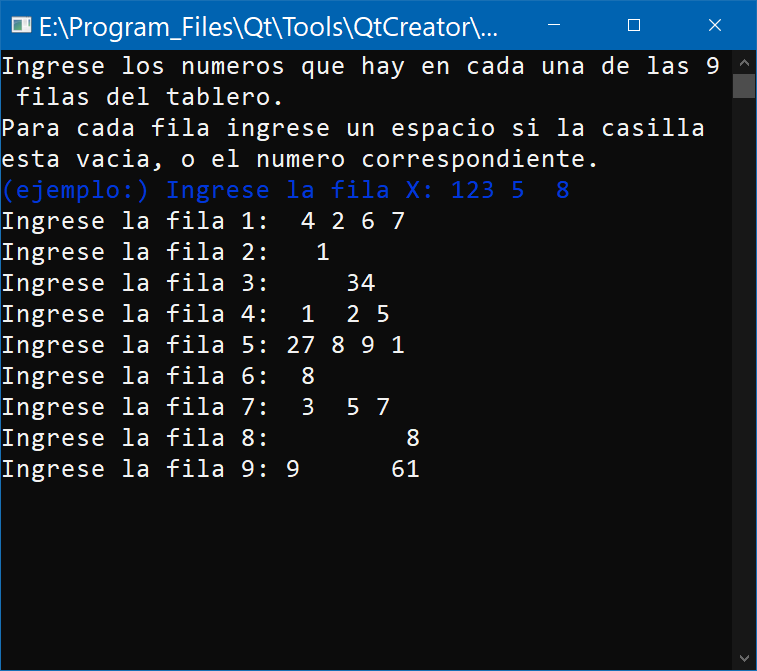 E:\Program_Files\Qt\Tools\QtCreator\...
Ingrese los numeros que hay en cada una de las 9
 filas del tablero.
Para cada fila ingrese un espacio si la casilla
esta vacia, o el numero correspondiente.
(ejemplo:) Ingrese la fila X: 123 5  8
Ingrese la fila 1:  4 2 6 7
Ingrese la fila 2:   1
Ingrese la fila 3:     34
Ingrese la fila 4:  1  2 5
Ingrese la fila 5: 27 8 9 1
Ingrese la fila 6:  8
Ingrese la fila 7:  3  5 7
Ingrese la fila 8:         8
Ingrese la fila 9: 9      61